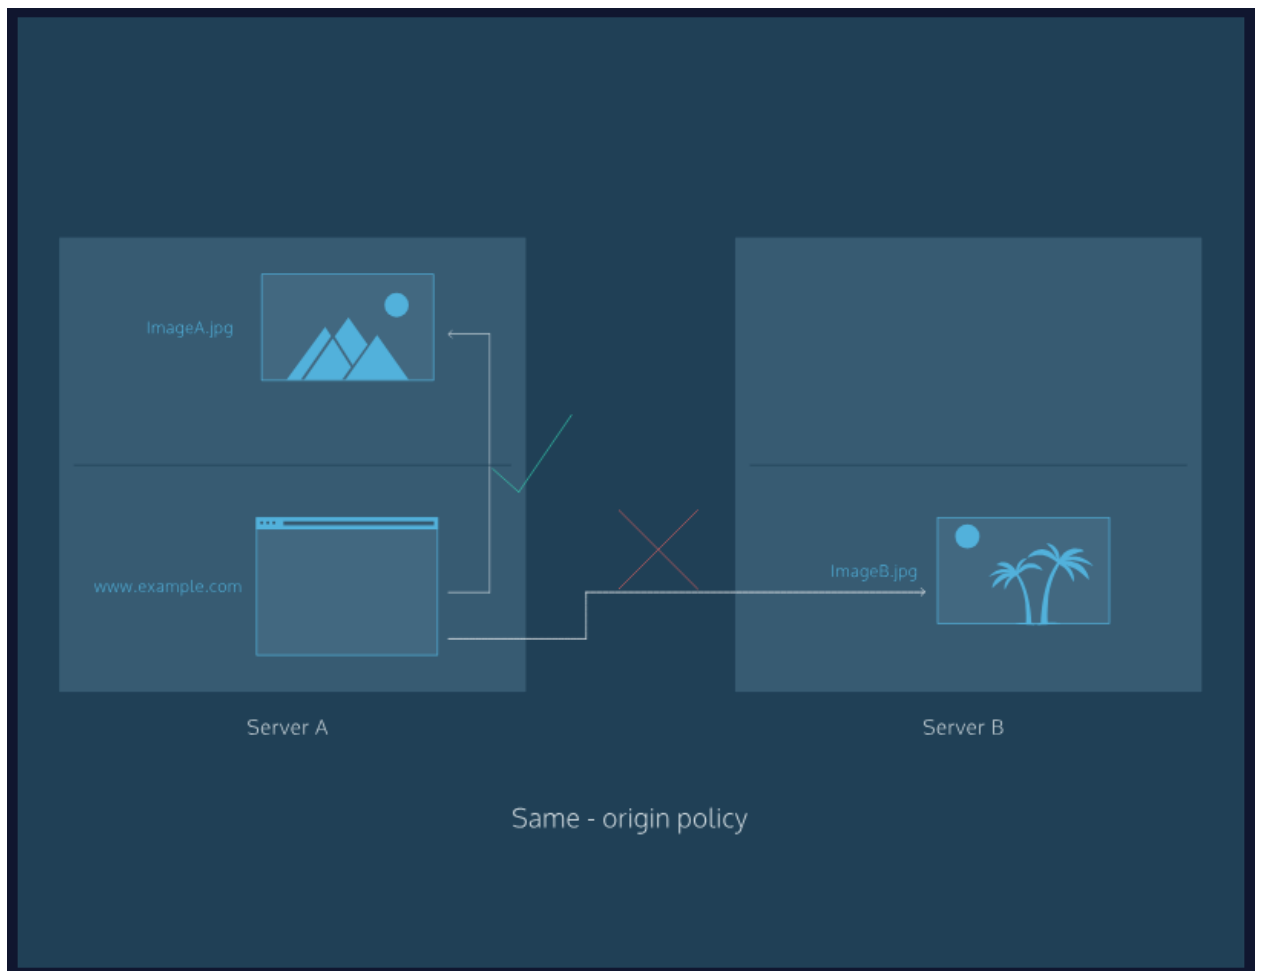 ImageA.jpg
www.example.com
ImageB.jpg
Server A
Server B
Same - origin policy